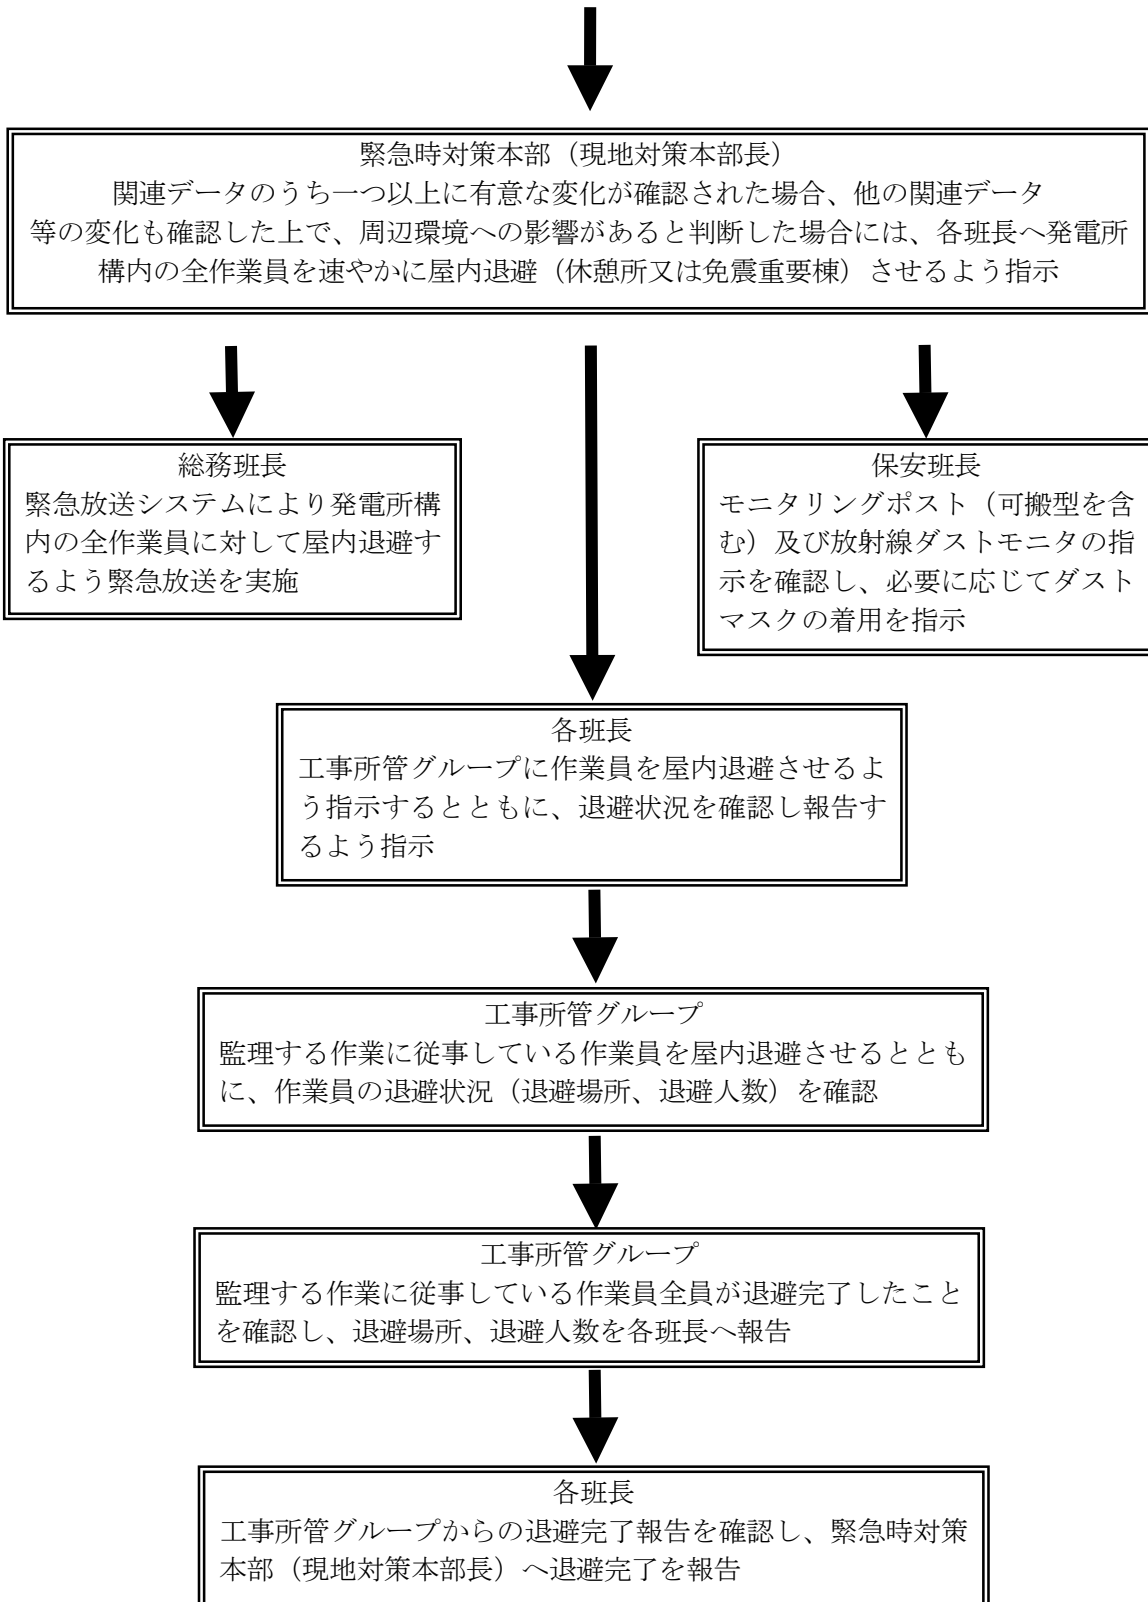 緊急時対策本部（現地対策本部長）
関連データのうち一つ以上に有意な変化が確認された場合、他の関連データ
等の変化も確認した上で、周辺環境への影響があると判断した場合には、各班長へ発電所
構内の全作業員を速やかに屋内退避（休憩所又は免震重要棟）させるよう指示
総務班長
緊急放送システムにより発電所構
内の全作業員に対して屋内退避す
るよう緊急放送を実施
保安班長
モニタリングポスト（可搬型を含
む）及び放射線ダストモニタの指
示を確認し、必要に応じてダスト
マスクの着用を指示
各班長
工事所管グループに作業員を屋内退避させるよ
う指示するとともに、退避状況を確認し報告す
るよう指示
工事所管グループ
監理する作業に従事している作業員を屋内退避させるととも
に、作業員の退避状況（退避場所、退避人数）を確認
工事所管グループ
監理する作業に従事している作業員全員が退避完了したこと
を確認し、退避場所、退避人数を各班長へ報告
各班長
工事所管グループからの退避完了報告を確認し、緊急時対策
本部（現地対策本部長）へ退避完了を報告